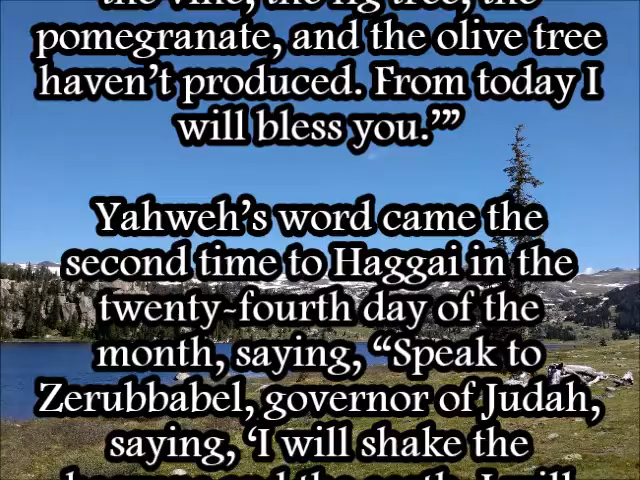 the vine, the fig tree, the
pomegranate, and the olive tree
haven’t produced. From today I
will bless you.’”
Yahweh’s word came the
second time to Haggai in the
twenty-fourth day of the
month, saying, “Speak to
Zerubbabel, governor of Judah,
saying, ‘I will shake the
heavens and the earth. I will